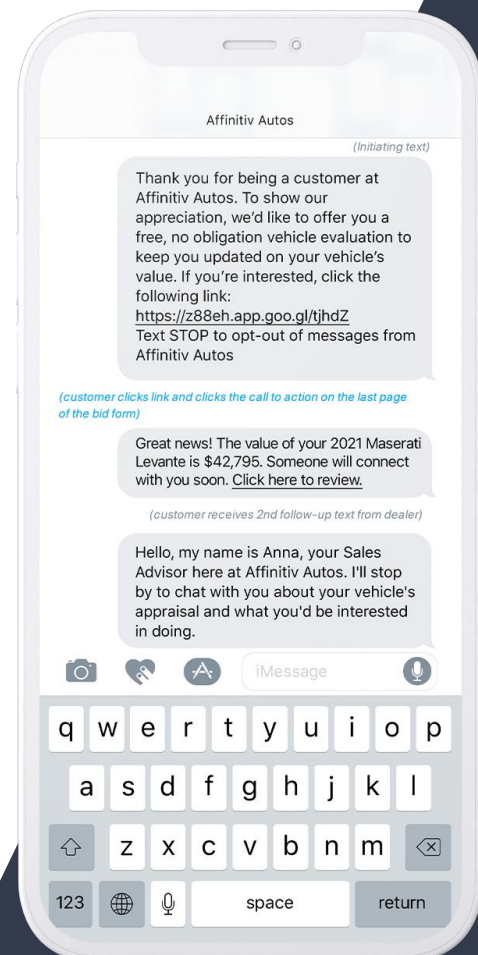 Affinitiv Autos
(Initiating text)
Thank you for being a customer at
Affinitiv Autos. To show our
appreciation, we'd like to offer you a
free, no obligation vehicle evaluation to
keep you updated on your vehicle's
value. If you're interested, click the
following link:
https://z88eh.app.goo.gl/tjhdZ
Text STOP to opt-out of messages from
Affinitiv Autos
(customer clicks link and clicks the call to action on the last page
of the bid form)
Great news! The value of your 2021 Maserati
Levante is $42,795. Someone will connect
with you soon. Click here to review.
(customer receives 2nd follow-up text from dealer)
Hello, my name is Anna, your Sales
Advisor here at Affinitiv Autos. I'll stop
by to chat with you about your vehicle's
appraisal and what you'd be interested
in doing.
iMessage
q w e r t y u i o p
a s d f g h j k l
z x c v b n m
123 space return